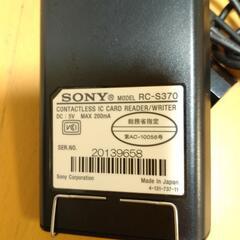 SONY® MODEL RC-S370
CONTACTLESS IC CARD READER/WRITER
DC : 5V MAX 200mA
総務省指定
第AC-10056号
SER.NO. 20139658
Sony Corporation Made in Japan
4-131-737-11